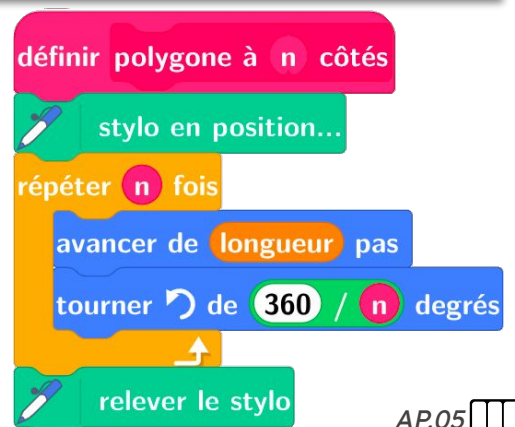 définir polygone à n côtés
stylo en position...
répéter n fois
avancer de longueur pas
tourner de 360 / n degrés
relever le stylo
AP.05